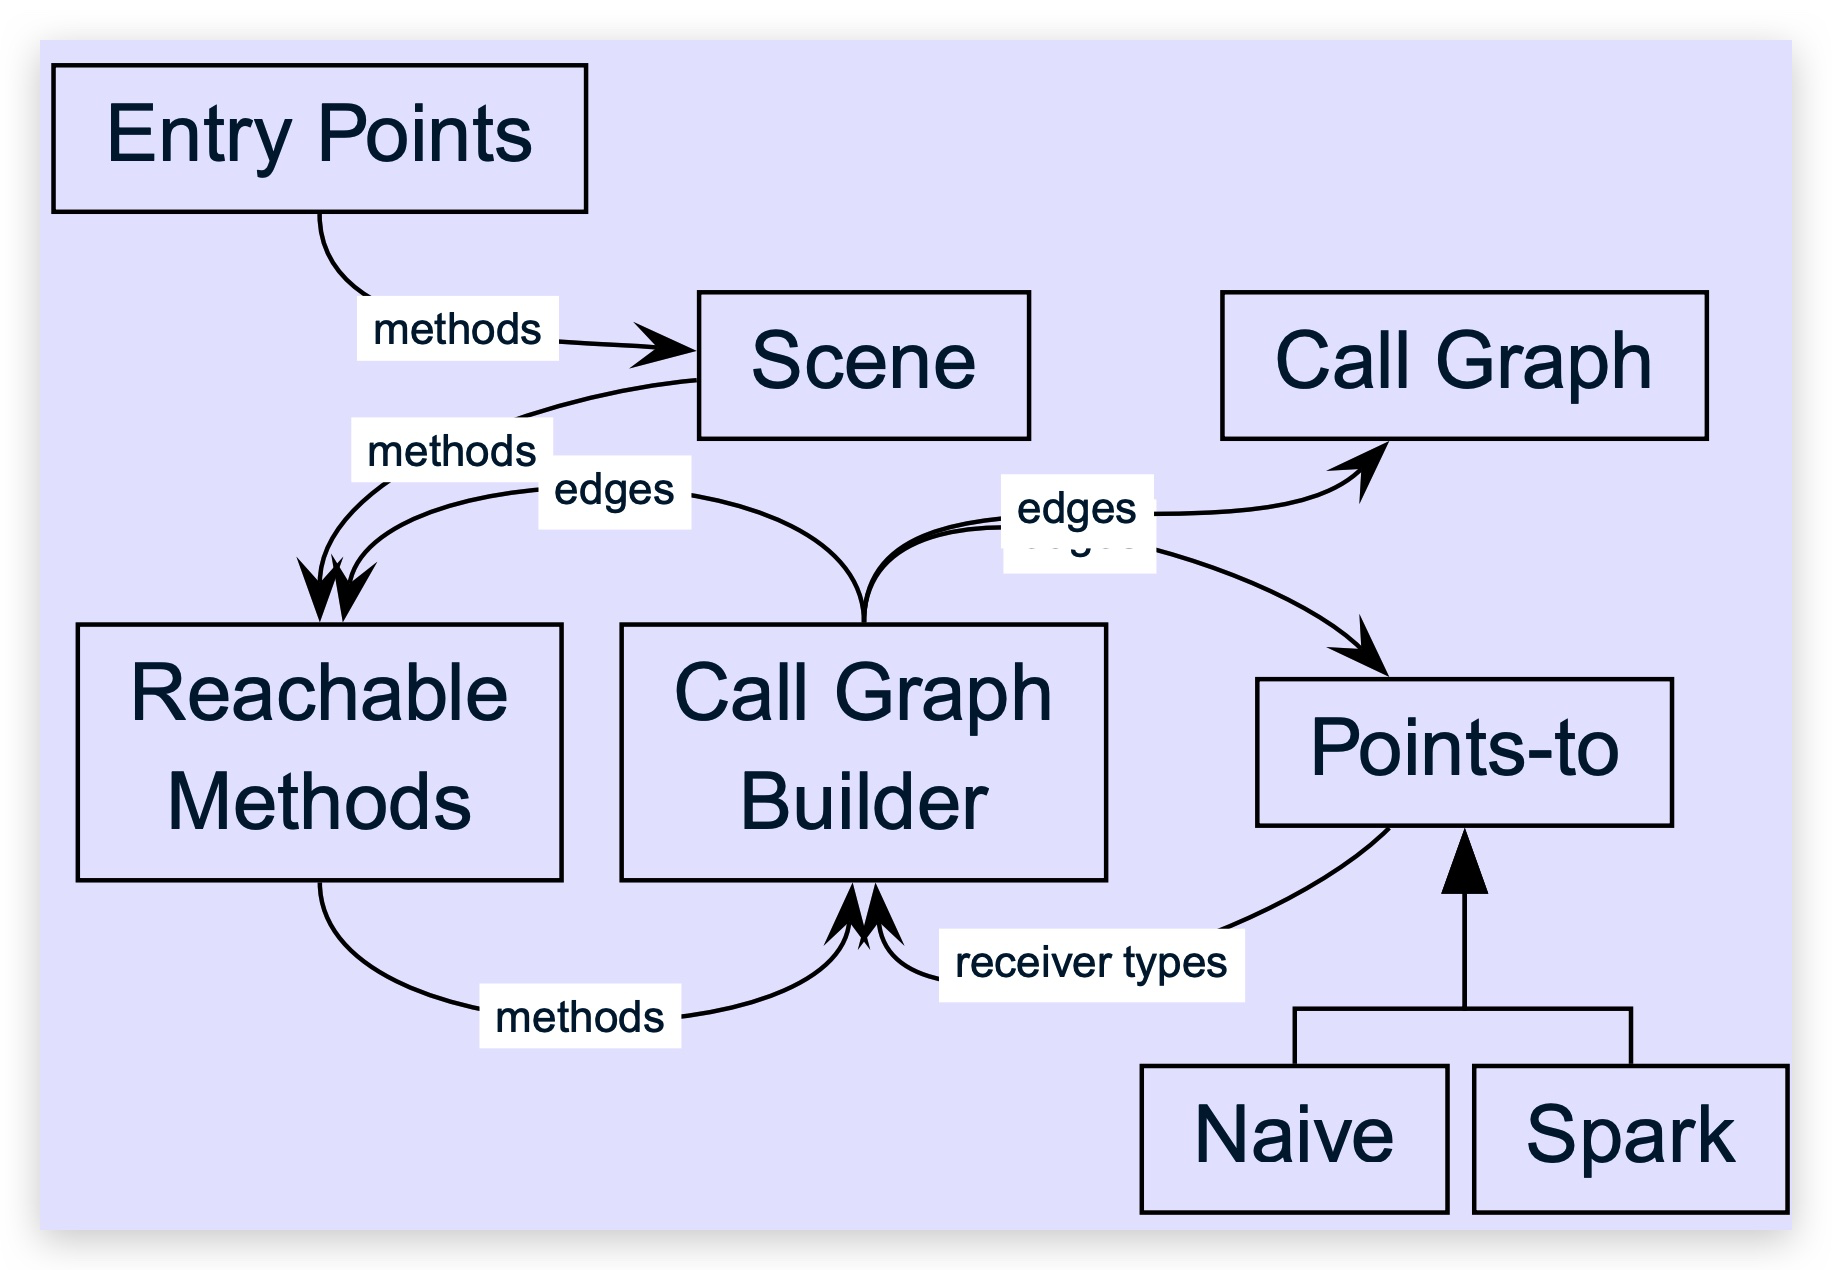 Entry Points
methods
Scene
Call Graph
methods
edges
edges
Reachable
Methods
Call Graph
Builder
Points-to
receiver types
methods
Naive
Spark